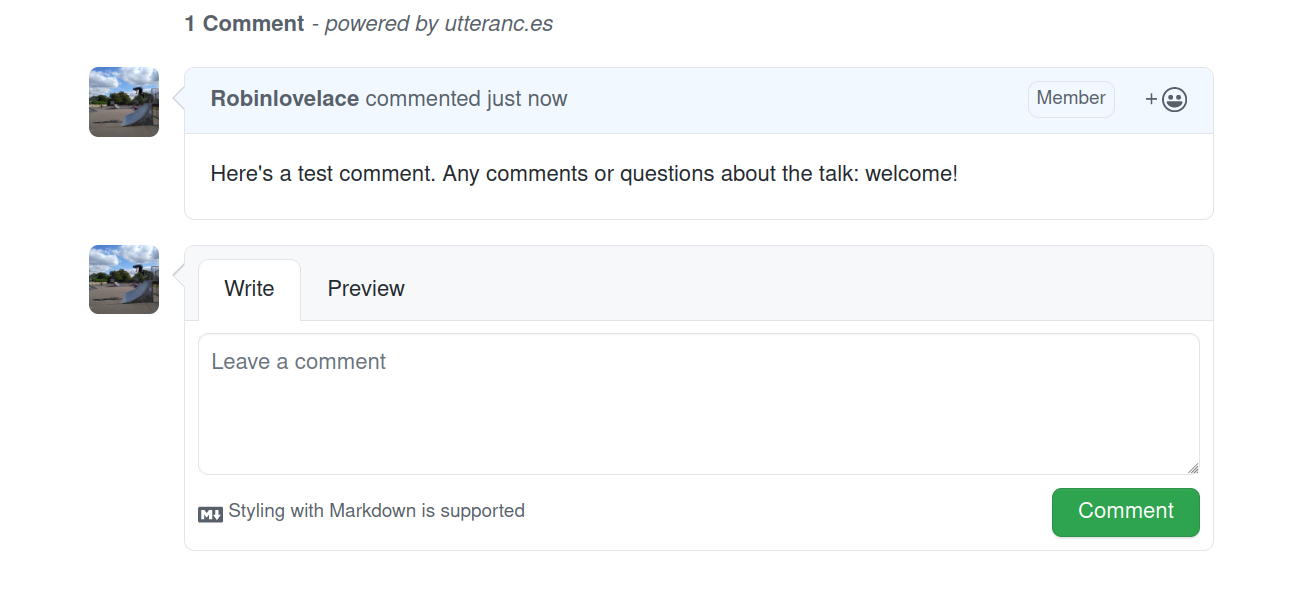 1 Comment - powered by utteranc.es
Robinlovelace commented just now
Member
+
Here's a test comment. Any comments or questions about the talk: welcome!
Write
Preview
Leave a comment
M Styling with Markdown is supported
Comment